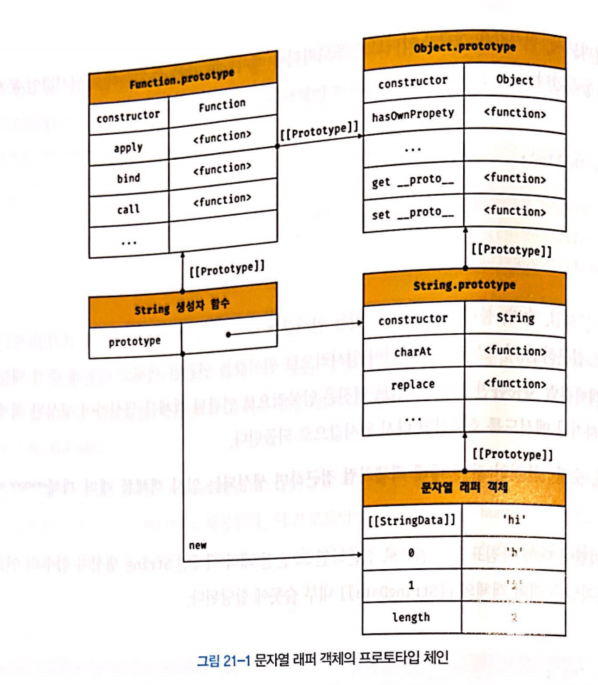 Function.prototype
constructor Function
apply <function>
bind <function>
call <function>
...
[[Prototype]]
Object.prototype
constructor Object
hasOwnPropety <function>
...
get __proto__ <function>
set __proto__ <function>
[[Prototype]]
[[Prototype]]
String 생성자 함수
prototype
String.prototype
constructor String
charAt <function>
replace <function>
...
[[Prototype]]
new
문자열 래퍼 객체
[[StringData]] 'hi'
0 'h'
1 'i'
length 2
그림 21-1 문자열 래퍼 객체의 프로토타입 체인